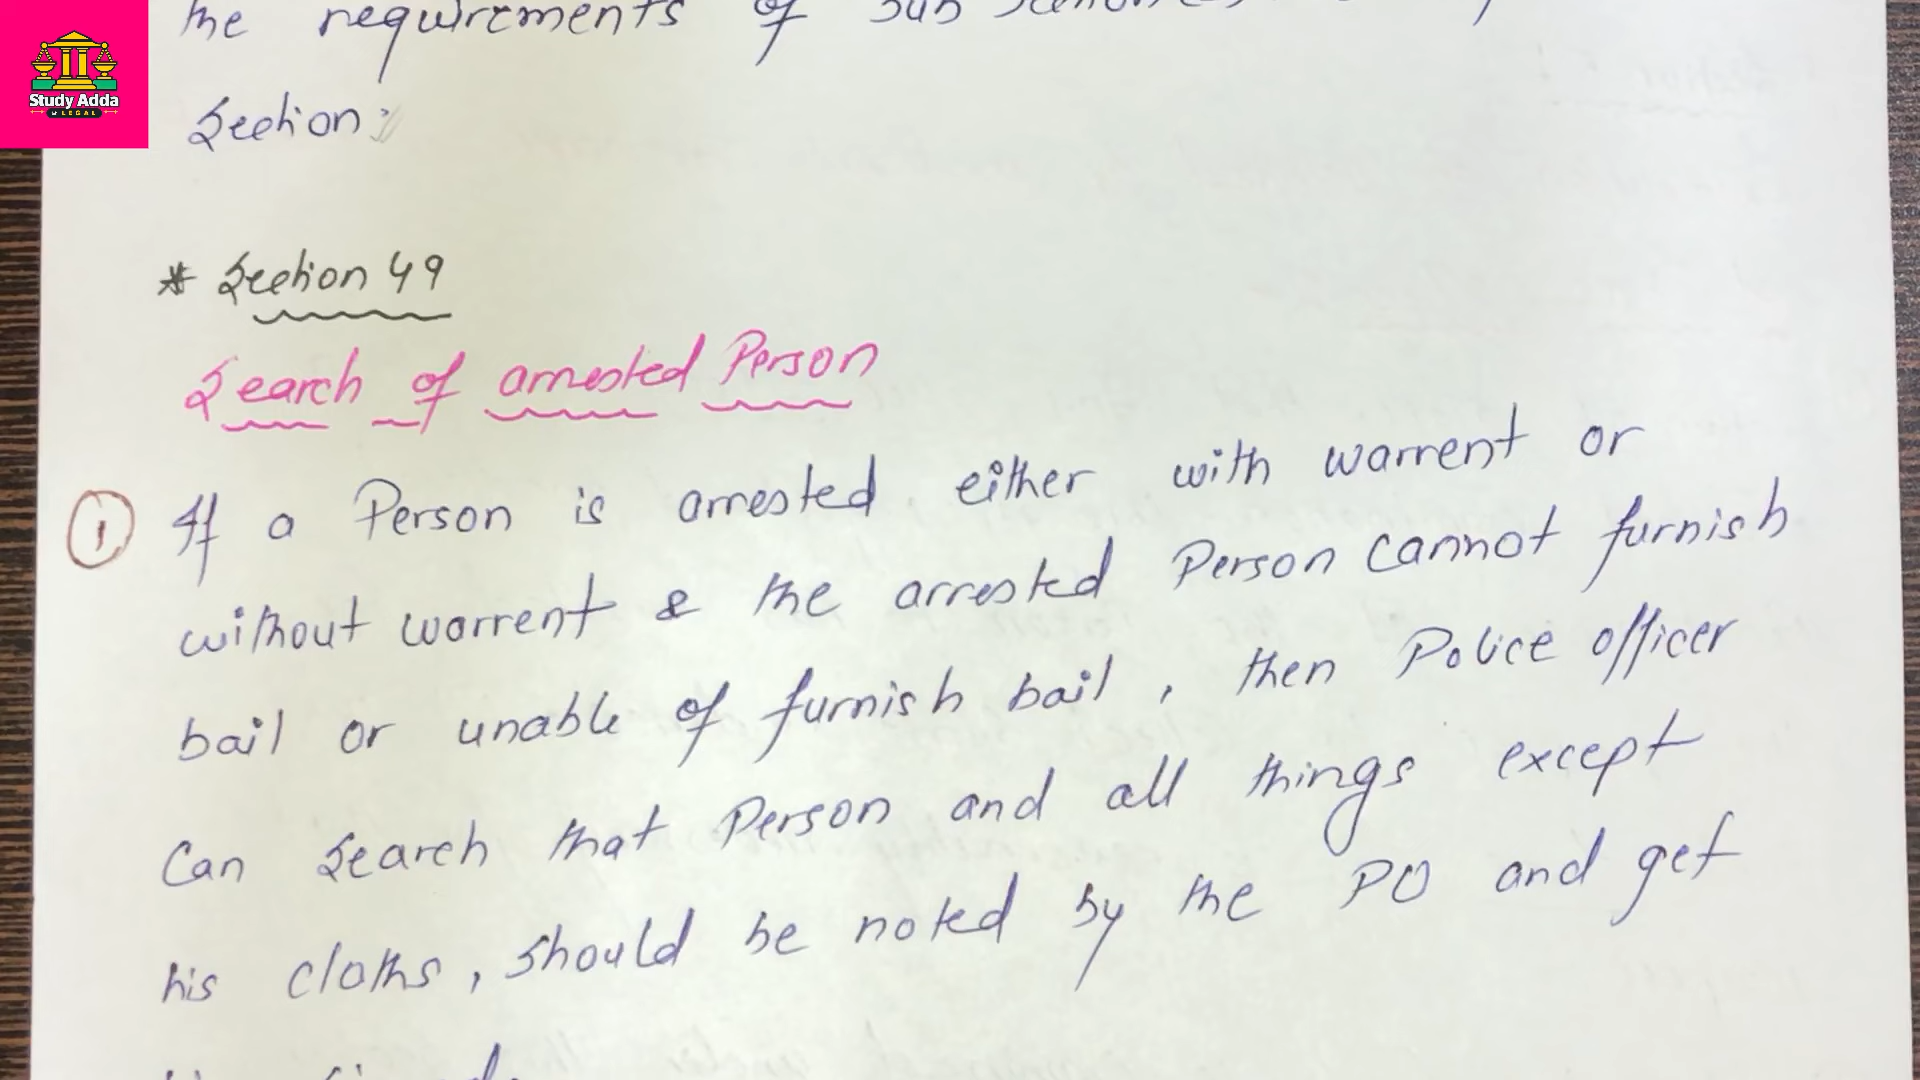 Study Adda
LEGAL
the requirements of sub
Section:
* Section 49
Search of arrested Person
1 If a Person is arrested either with warrent or
without warrent & the arrested Person cannot furnish
bail or unable of furnish bail, then Police officer
Can Search that Person and all things except
his cloths, should be noted by the PO and get